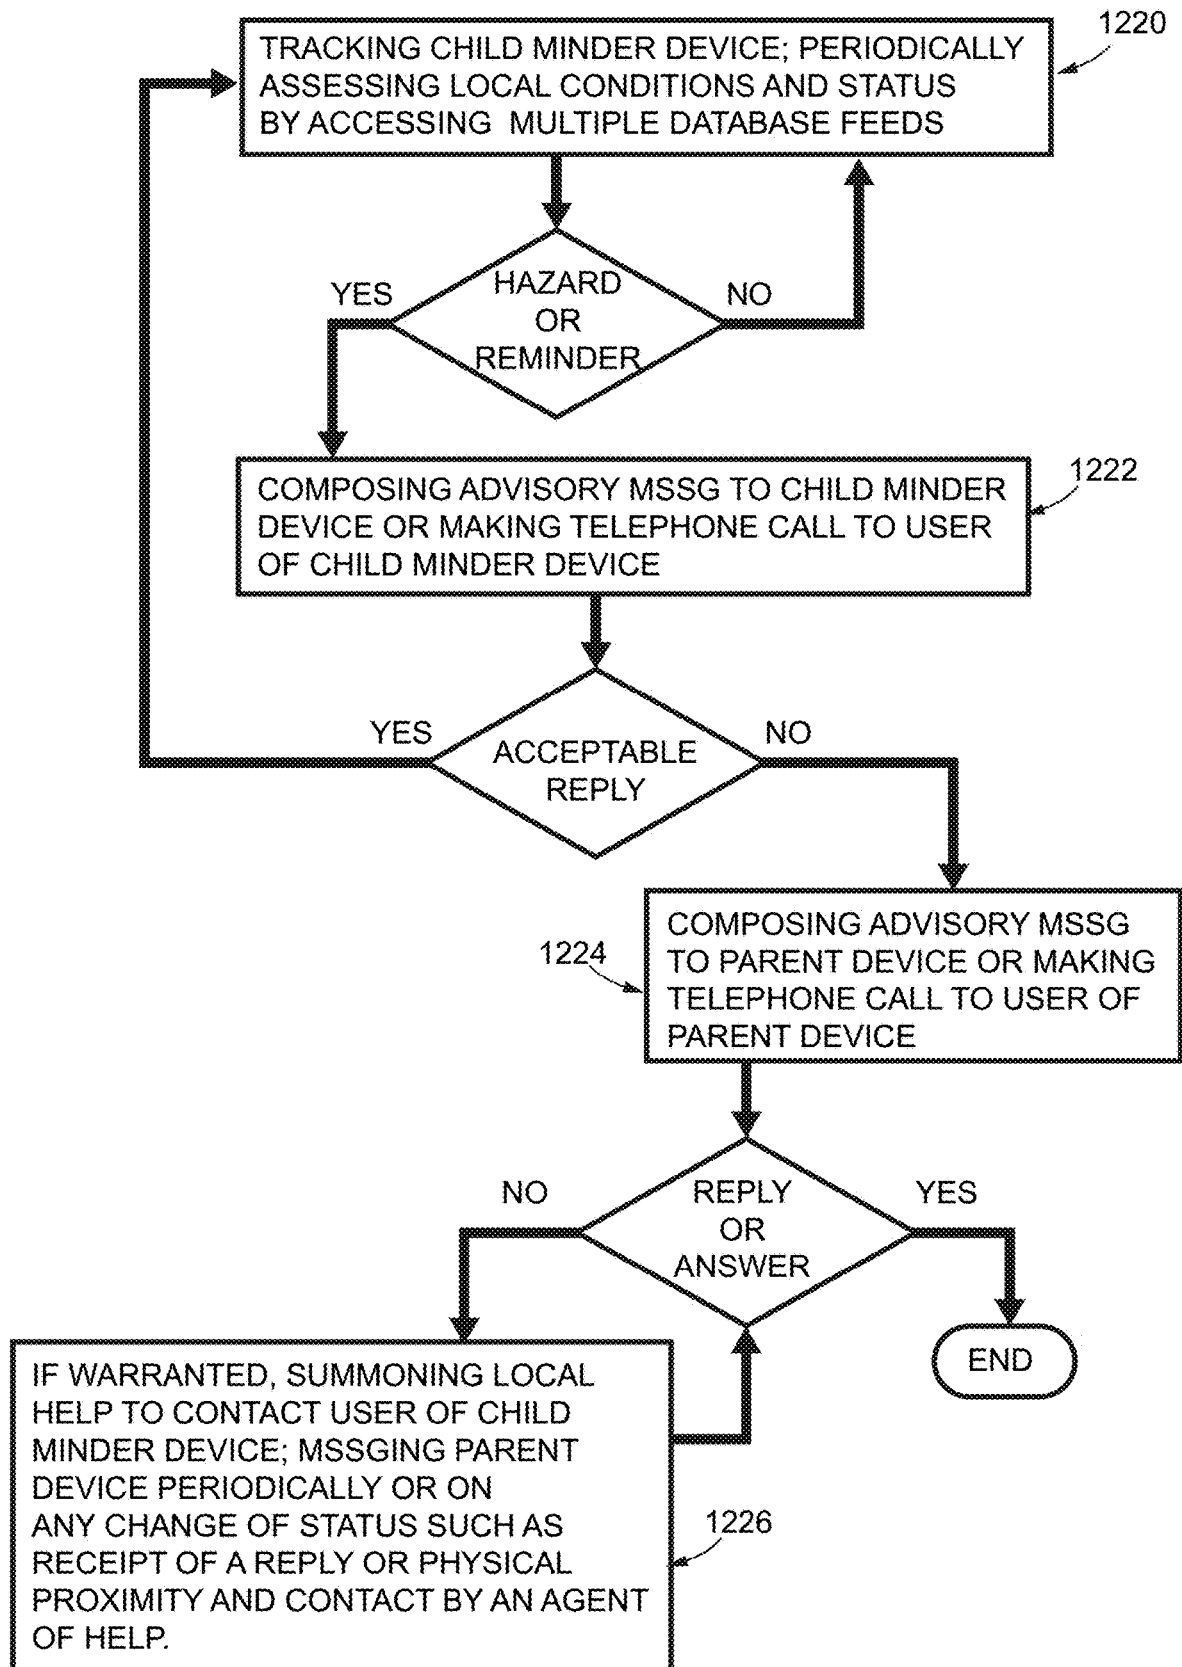 1220
TRACKING CHILD MINDER DEVICE; PERIODICALLY
ASSESSING LOCAL CONDITIONS AND STATUS
BY ACCESSING MULTIPLE DATABASE FEEDS
YES
HAZARD
OR
REMINDER
NO
1222
COMPOSING ADVISORY MSSG TO CHILD MINDER
DEVICE OR MAKING TELEPHONE CALL TO USER
OF CHILD MINDER DEVICE
YES
ACCEPTABLE
REPLY
NO
1224
COMPOSING ADVISORY MSSG
TO PARENT DEVICE OR MAKING
TELEPHONE CALL TO USER OF
PARENT DEVICE
NO
REPLY
OR
ANSWER
YES
END
IF WARRANTED, SUMMONING LOCAL
HELP TO CONTACT USER OF CHILD
MINDER DEVICE; MSSGING PARENT
DEVICE PERIODICALLY OR ON
ANY CHANGE OF STATUS SUCH AS
RECEIPT OF A REPLY OR PHYSICAL
PROXIMITY AND CONTACT BY AN AGENT
OF HELP.
1226